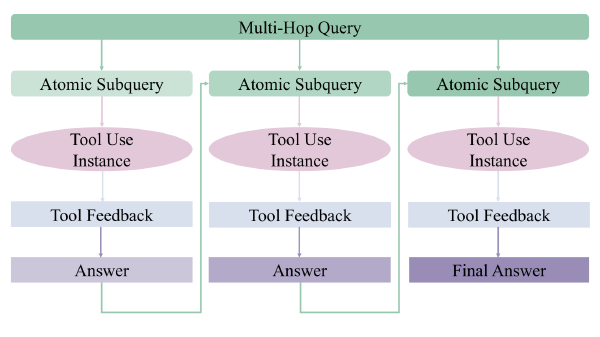 Multi-Hop Query
Atomic Subquery
Atomic Subquery
Atomic Subquery
Tool Use
Instance
Tool Use
Instance
Tool Use
Instance
Tool Feedback
Tool Feedback
Tool Feedback
Answer
Answer
Final Answer